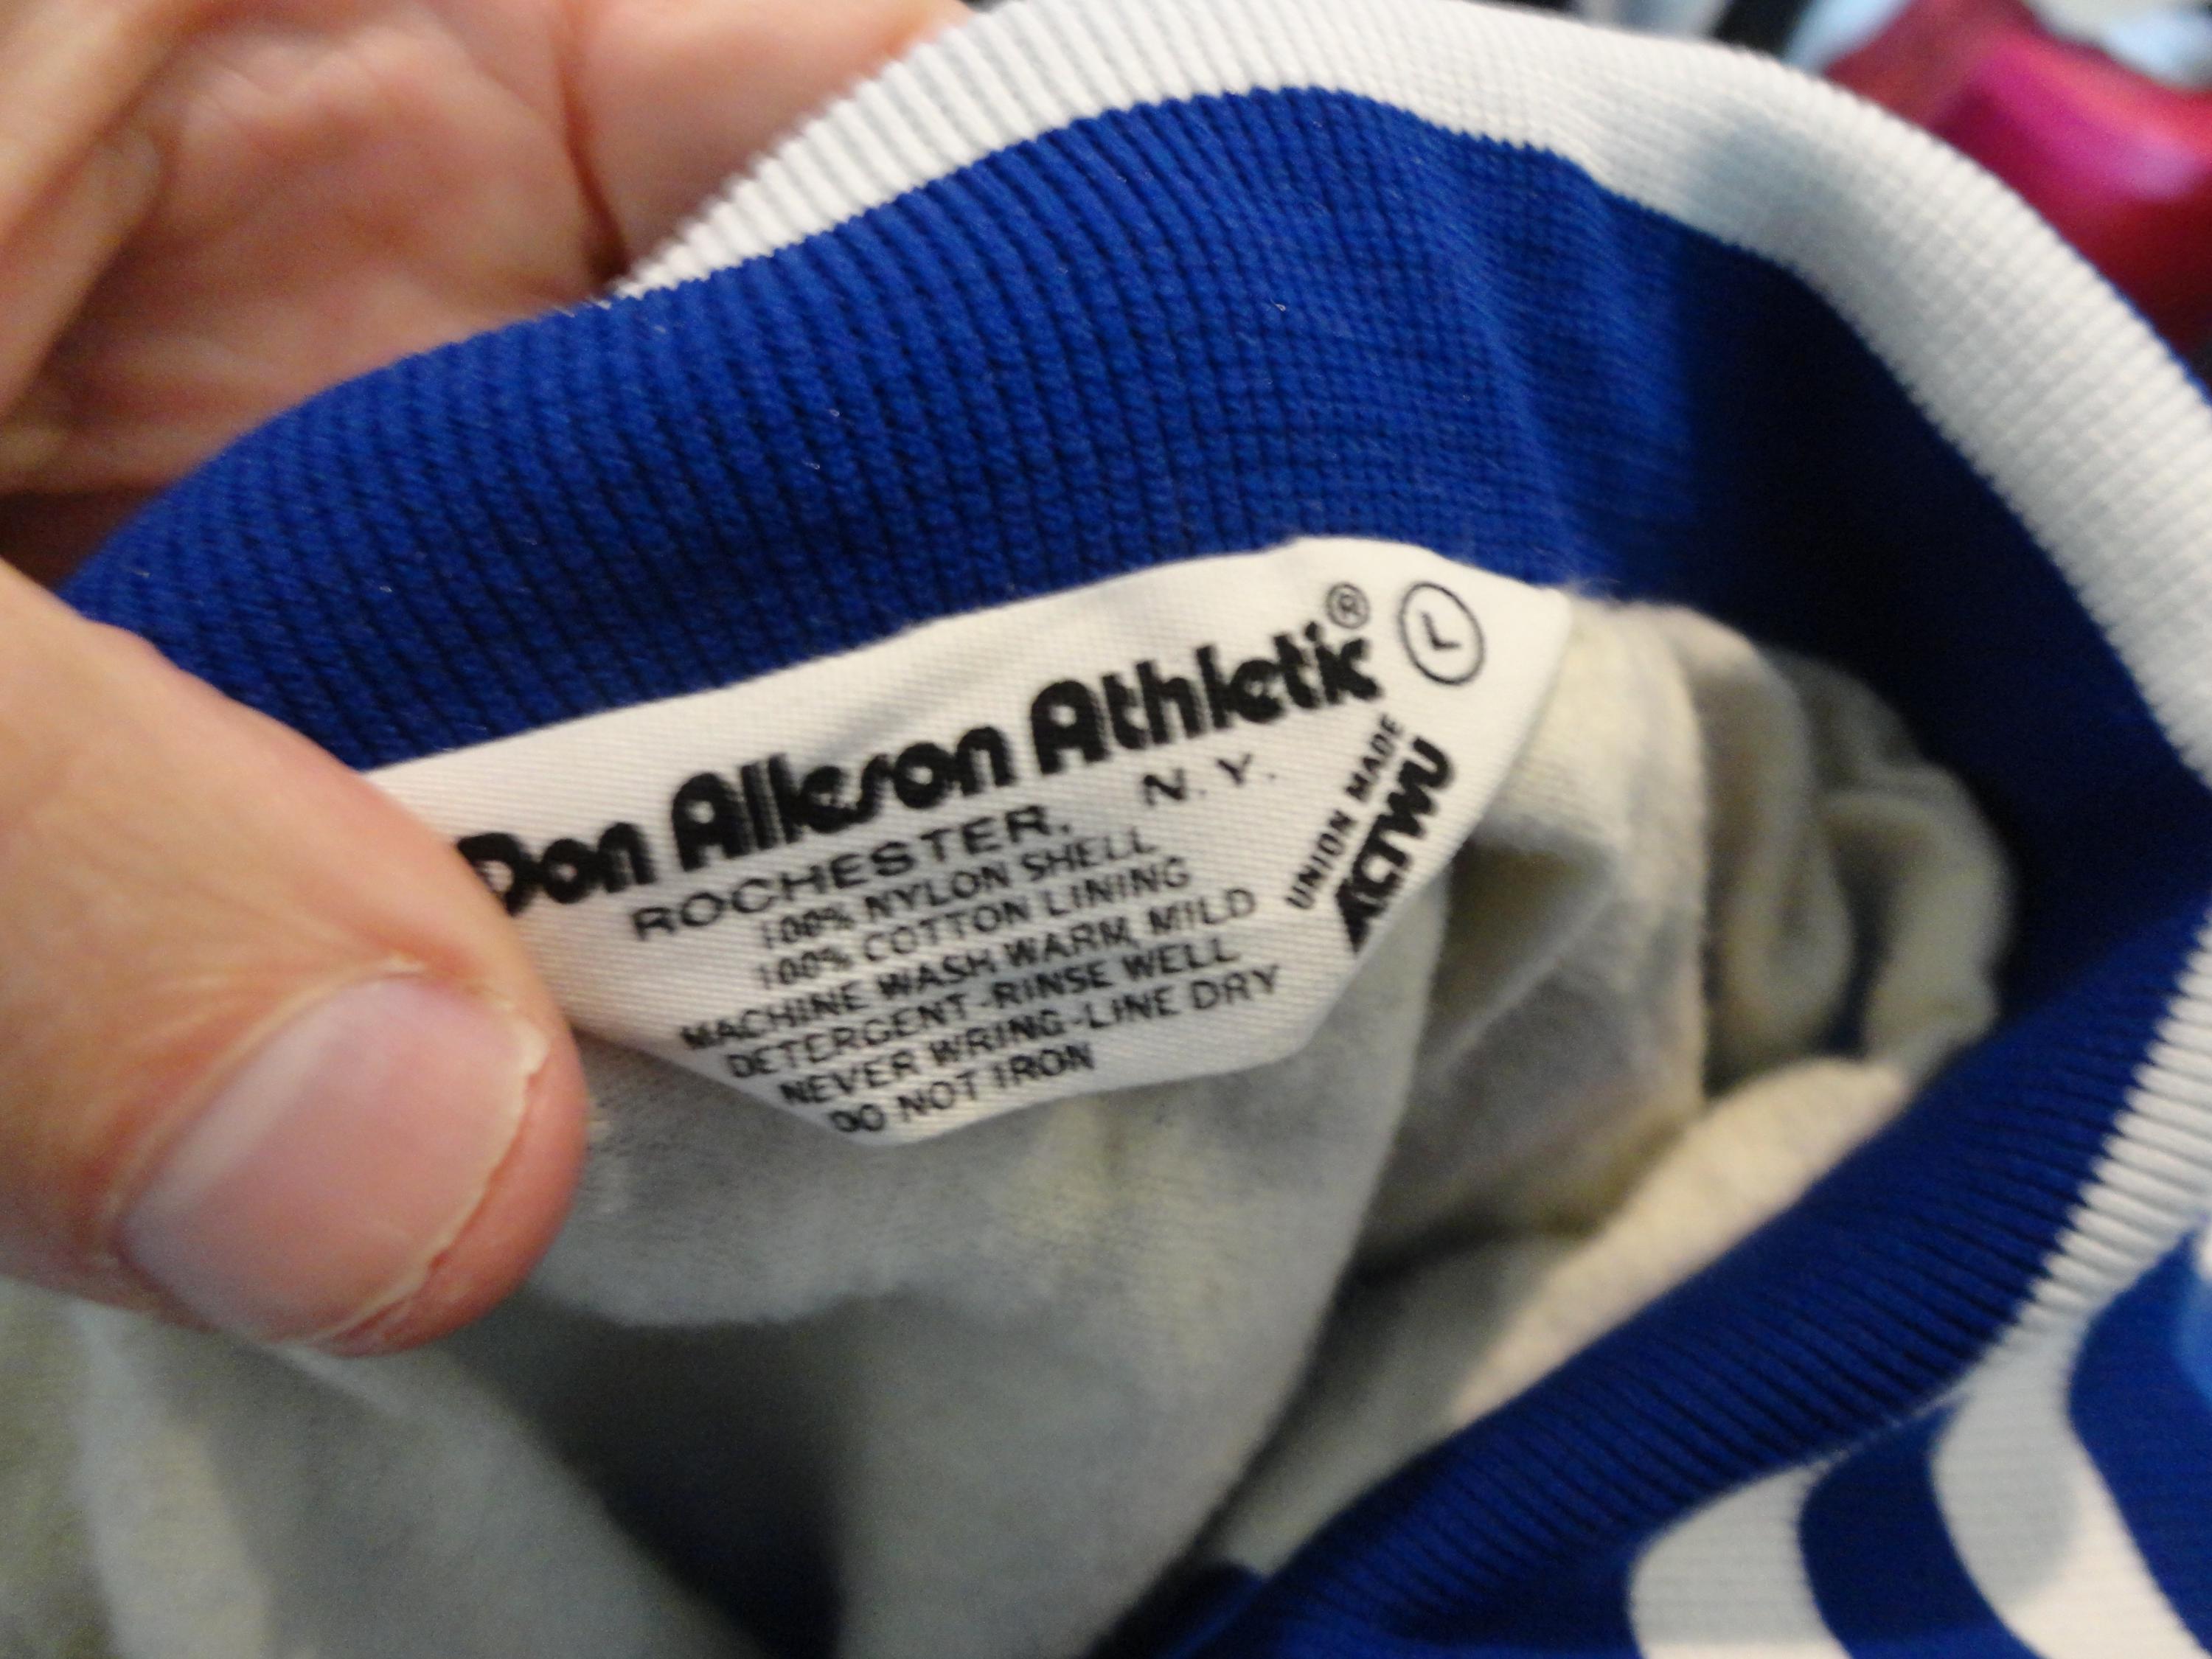 Don Alleson Athletic® L
ROCHESTER, N.Y.
100% NYLON SHELL
100% COTTON LINING
MACHINE WASH WARM, MILD
DETERGENT-RINSE WELL
NEVER WRING-LINE DRY
DO NOT IRON
UNION MADE
ACTWU